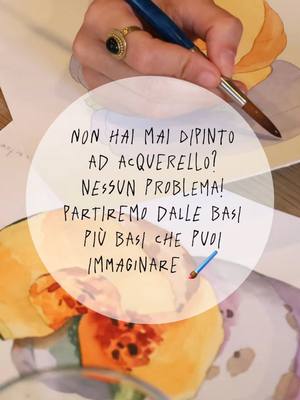 NON HAI MAI DIPINTO
AD ACQUERELLO?
NESSUN PROBLEMA!
PARTIREMO DALLE BASI
PIÙ BASI CHE PUOI
IMMAGINARE 🖌️